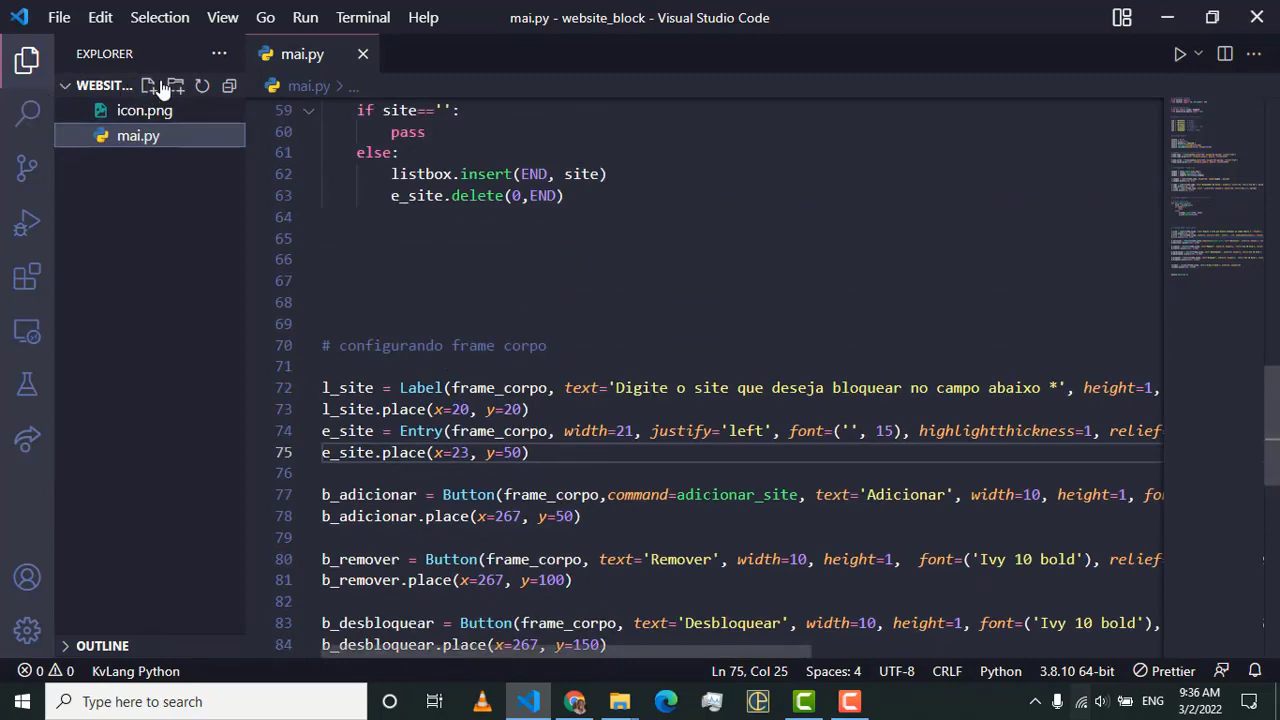 File Edit Selection View Go Run Terminal Help mai.py - website_block - Visual Studio Code
EXPLORER
WEBSIT...
icon.png
mai.py
OUTLINE
mai.py
mai.py > ...
59 if site=='':
60 pass
61 else:
62 listbox.insert(END, site)
63 e_site.delete(0,END)
64
65
66
67
68
69
70 # configurando frame corpo
71
72 l_site = Label(frame_corpo, text='Digite o site que deseja bloquear no campo abaixo *', height=1,
73 l_site.place(x=20, y=20)
74 e_site = Entry(frame_corpo, width=21, justify='left', font=('', 15), highlightthickness=1, relief=
75 e_site.place(x=23, y=50)
76
77 b_adicionar = Button(frame_corpo,command=adicionar_site, text='Adicionar', width=10, height=1, fo
78 b_adicionar.place(x=267, y=50)
79
80 b_remover = Button(frame_corpo, text='Remover', width=10, height=1, font=('Ivy 10 bold'), relief=
81 b_remover.place(x=267, y=100)
82
83 b_desbloquear = Button(frame_corpo, text='Desbloquear', width=10, height=1, font=('Ivy 10 bold'),
84 b_desbloquear.place(x=267, y=150)
0 0 KvLang Python Ln 75, Col 25 Spaces: 4 UTF-8 CRLF Python 3.8.10 64-bit Prettier
Type here to search
ENG
9:36 AM
3/2/2022